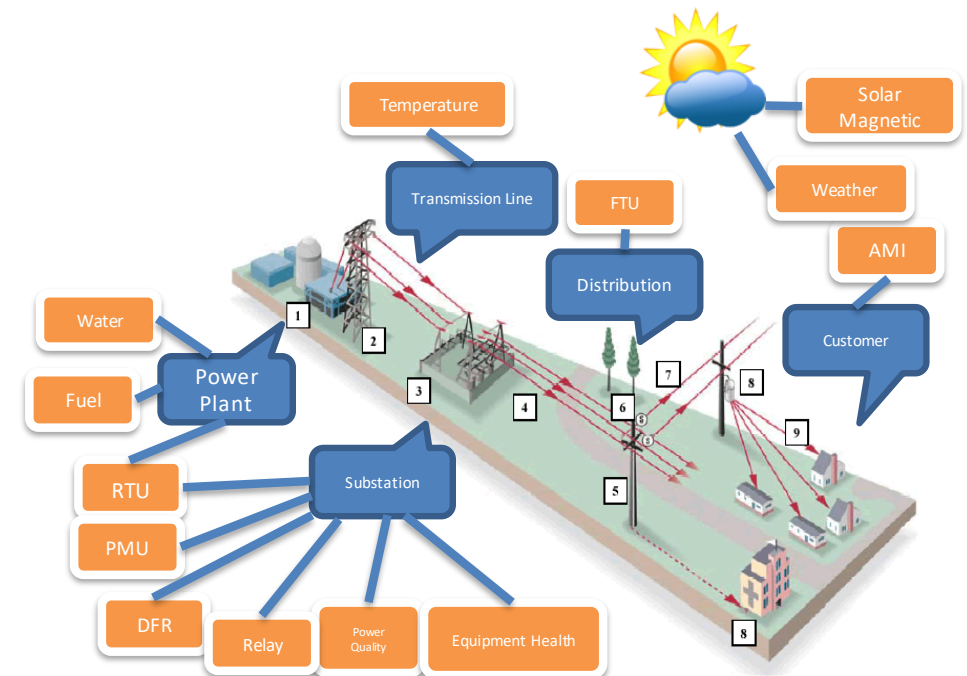 Temperature
Solar
Magnetic
Transmission Line
FTU
Weather
AMI
Distribution
Water
1
2
Customer
Power
Plant
3
7
8
Fuel
4
6
9
RTU
Substation
5
PMU
DFR
Relay
Power
Quality
Equipment Health
8
$
$